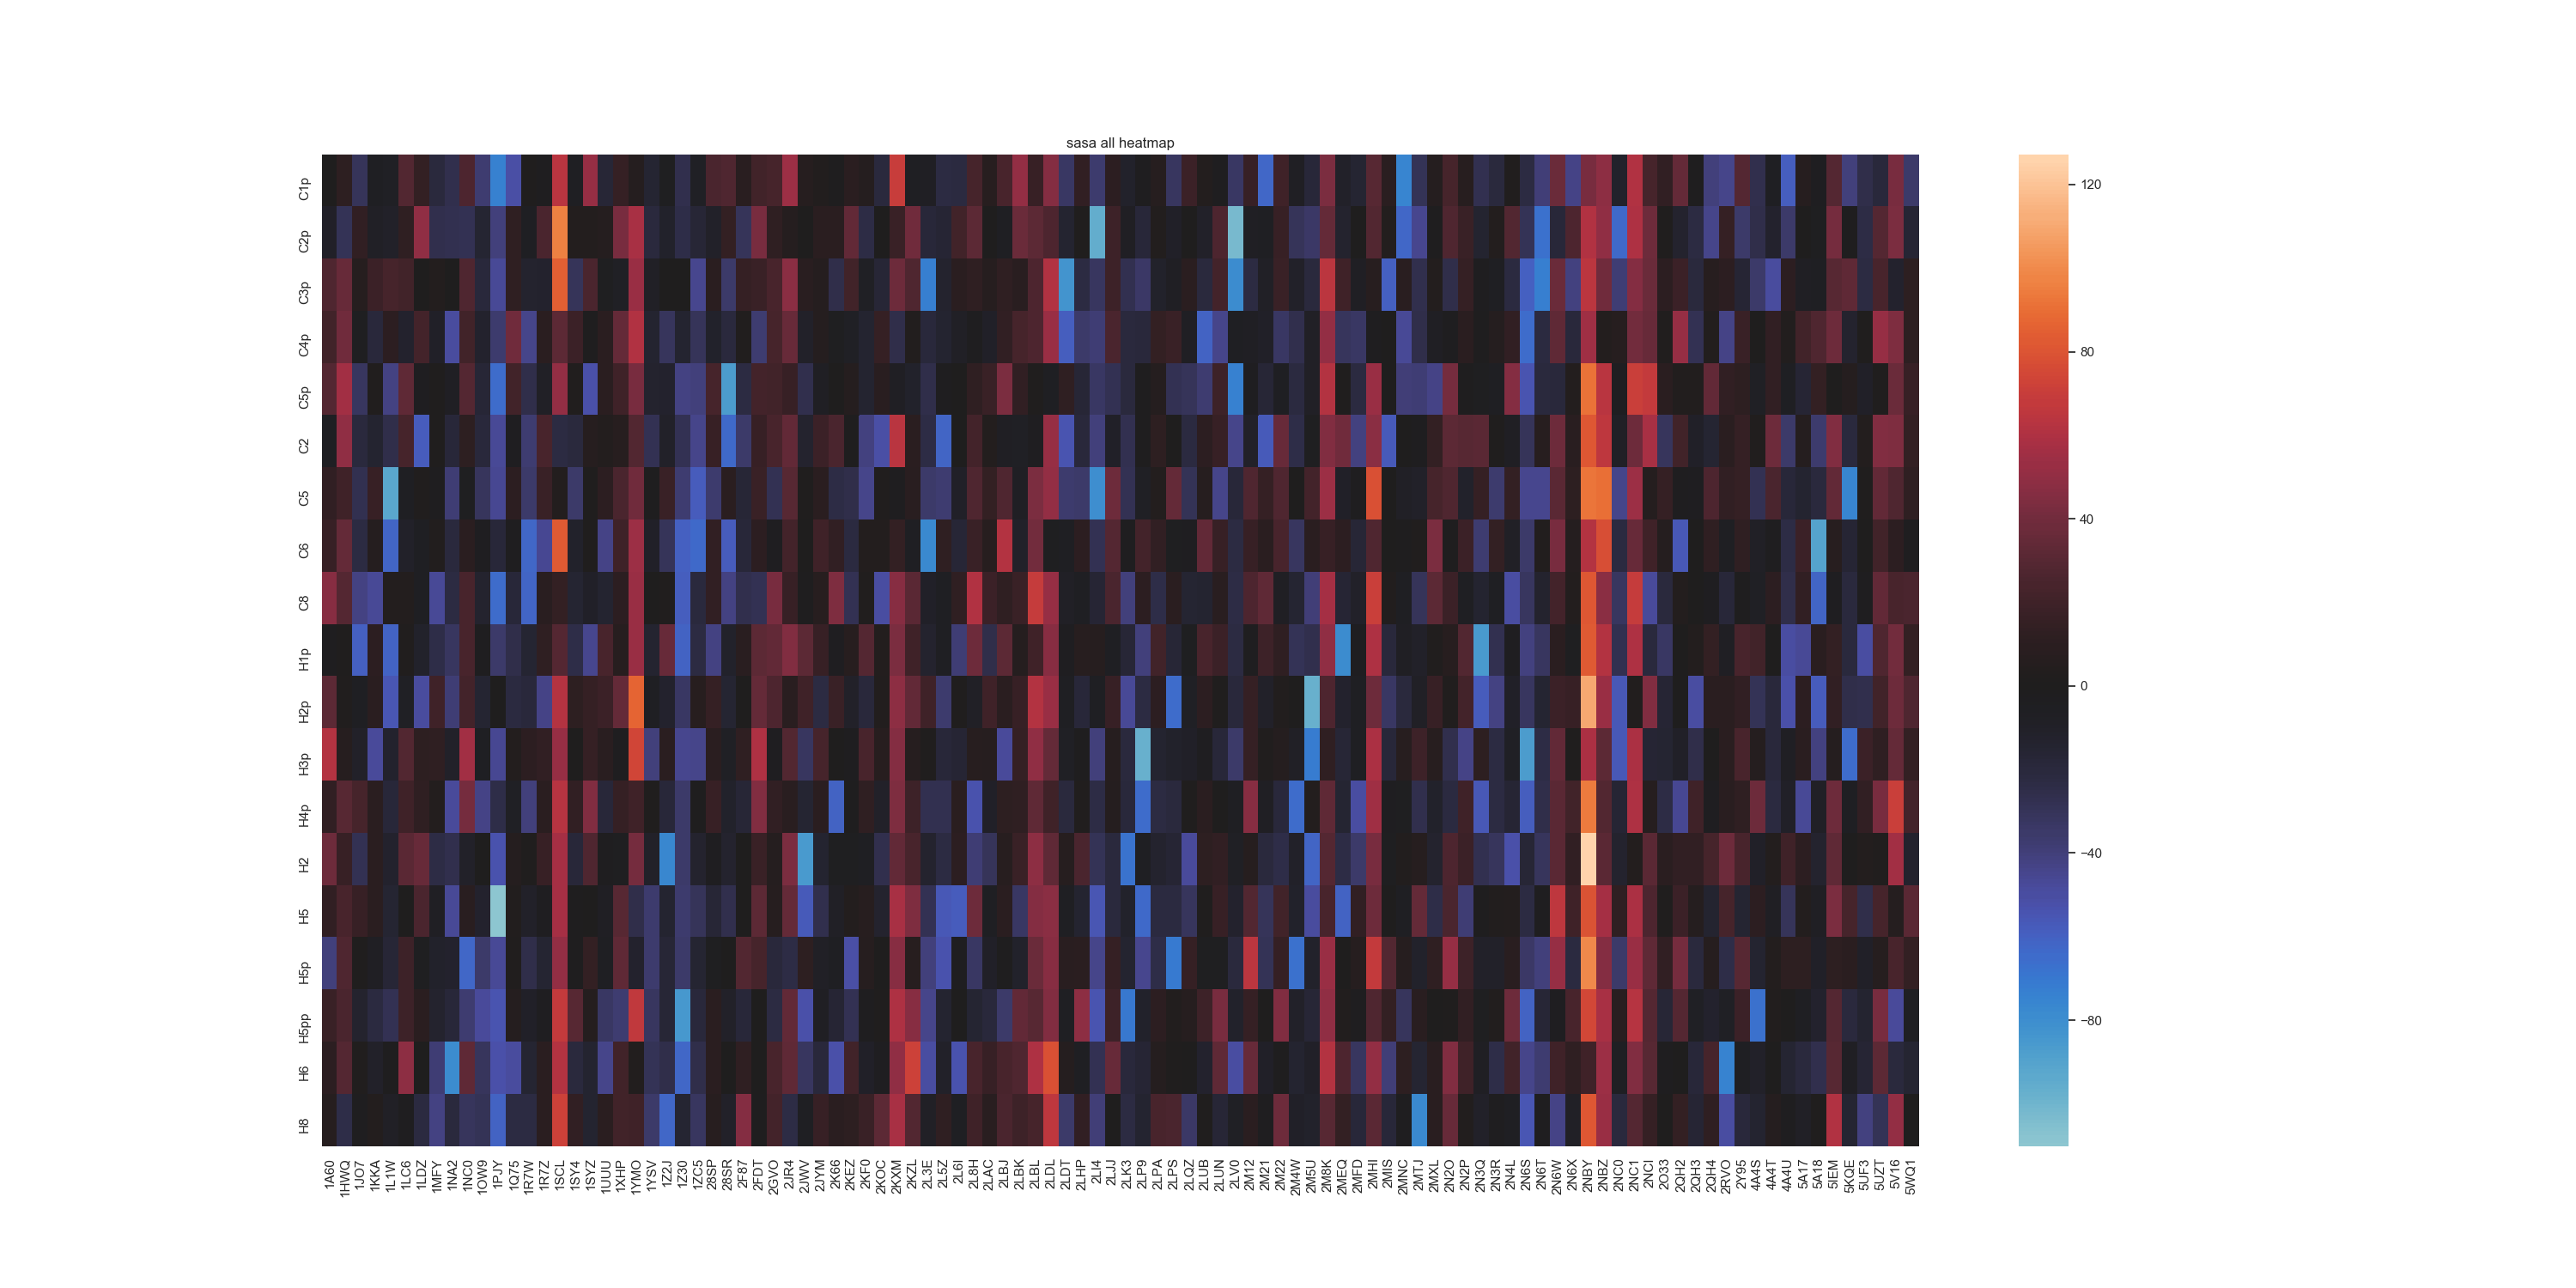 sasa all heatmap
C1p
C2p
C3p
C4p
C5p
C2
C5
C6
C8
H1p
H2p
H3p
H4p
H2
H5
H5p
H5pp
H6
H8
120
80
40
0
−40
−80
1A60
1HWQ
1JO7
1KKA
1L1W
1LC6
1LDZ
1MFY
1NA2
1NC0
1OW9
1PJY
1Q75
1R7W
1R7Z
1SCL
1SY4
1SYZ
1UUU
1XHP
1YMO
1YSV
1Z2J
1Z30
1ZC5
28SP
28SR
2F87
2FDT
2GVO
2JR4
2JWV
2JYM
2K66
2KEZ
2KF0
2KOC
2KXM
2KZL
2L3E
2L5Z
2L6I
2L8H
2LAC
2LBJ
2LBK
2LBL
2LDL
2LDT
2LHP
2LI4
2LJJ
2LK3
2LP9
2LPA
2LPS
2LQZ
2LUB
2LUN
2LV0
2M12
2M21
2M22
2M4W
2M5U
2M8K
2MEQ
2MFD
2MHI
2MIS
2MNC
2MTJ
2MXL
2N2O
2N2P
2N3Q
2N3R
2N4L
2N6S
2N6T
2N6W
2N6X
2NBY
2NBZ
2NC0
2NC1
2NCI
2O33
2QH2
2QH3
2QH4
2RVO
2Y95
4A4S
4A4T
4A4U
5A17
5A18
5IEM
5KQE
5UF3
5UZT
5V16
5WQ1